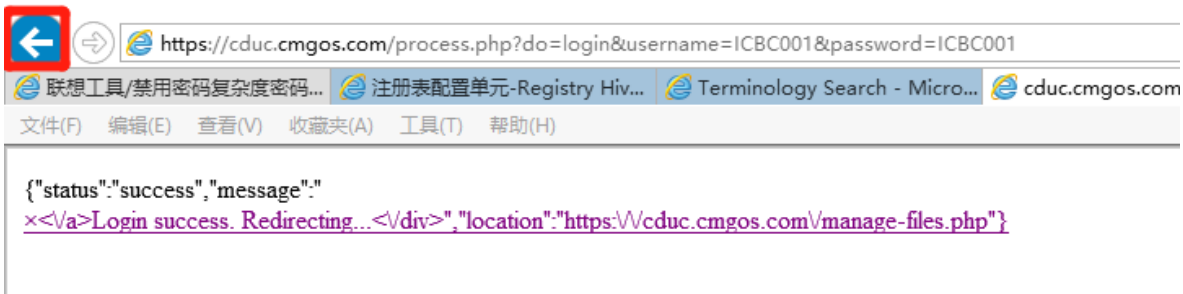 https://cduc.cmgos.com/process.php?do=login&username=ICBC001&password=ICBC001
联想工具/禁用密码复杂度密码... 注册表配置单元-Registry Hiv... Terminology Search - Micro... cduc.cmgos.com
文件(F) 编辑(E) 查看(V) 收藏夹(A) 工具(T) 帮助(H)
{"status":"success","message":"
×<\/a>Login success. Redirecting...<\/div>","location":"https:\/\/cduc.cmgos.com\/manage-files.php"}